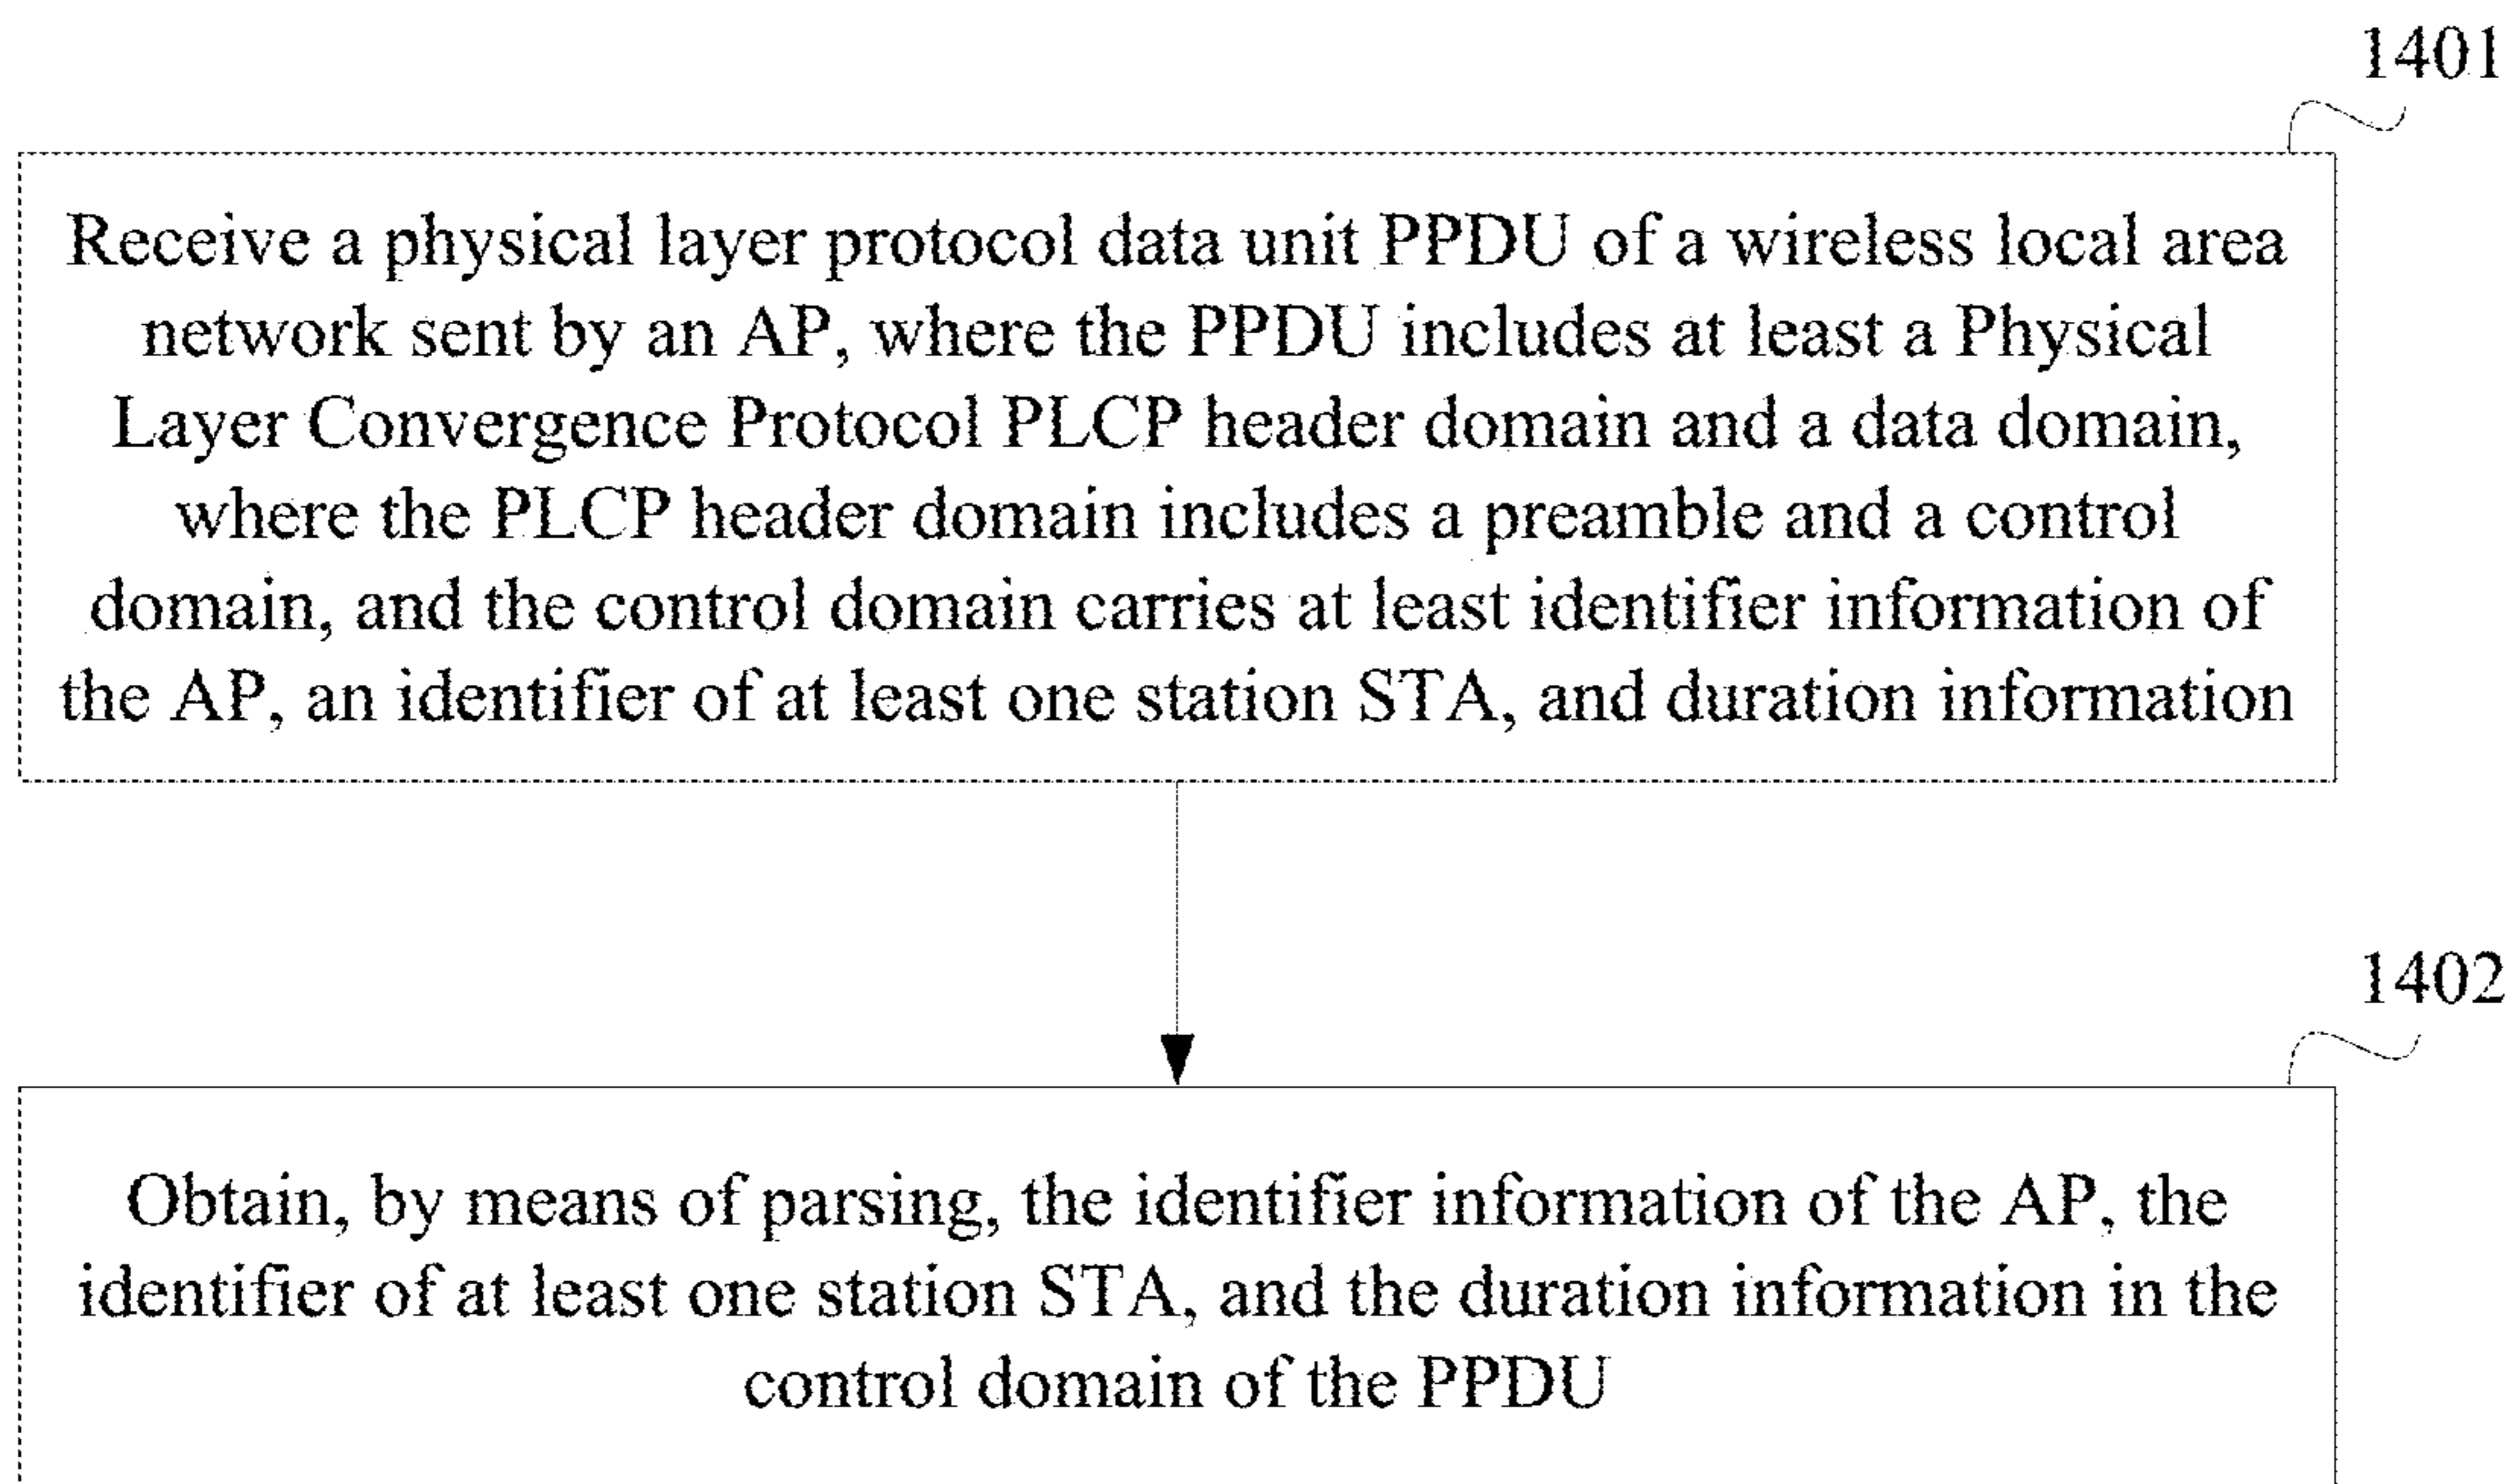 1401
Receive a physical layer protocol data unit PPDU of a wireless local area
network sent by an AP, where the PPDU includes at least a Physical
Layer Convergence Protocol PLCP header domain and a data domain,
where the PLCP header domain includes a preamble and a control
domain, and the control domain carries at least identifier information of
the AP, an identifier of at least one station STA, and duration information
1402
Obtain, by means of parsing, the identifier information of the AP, the
identifier of at least one station STA, and the duration information in the
control domain of the PPDU